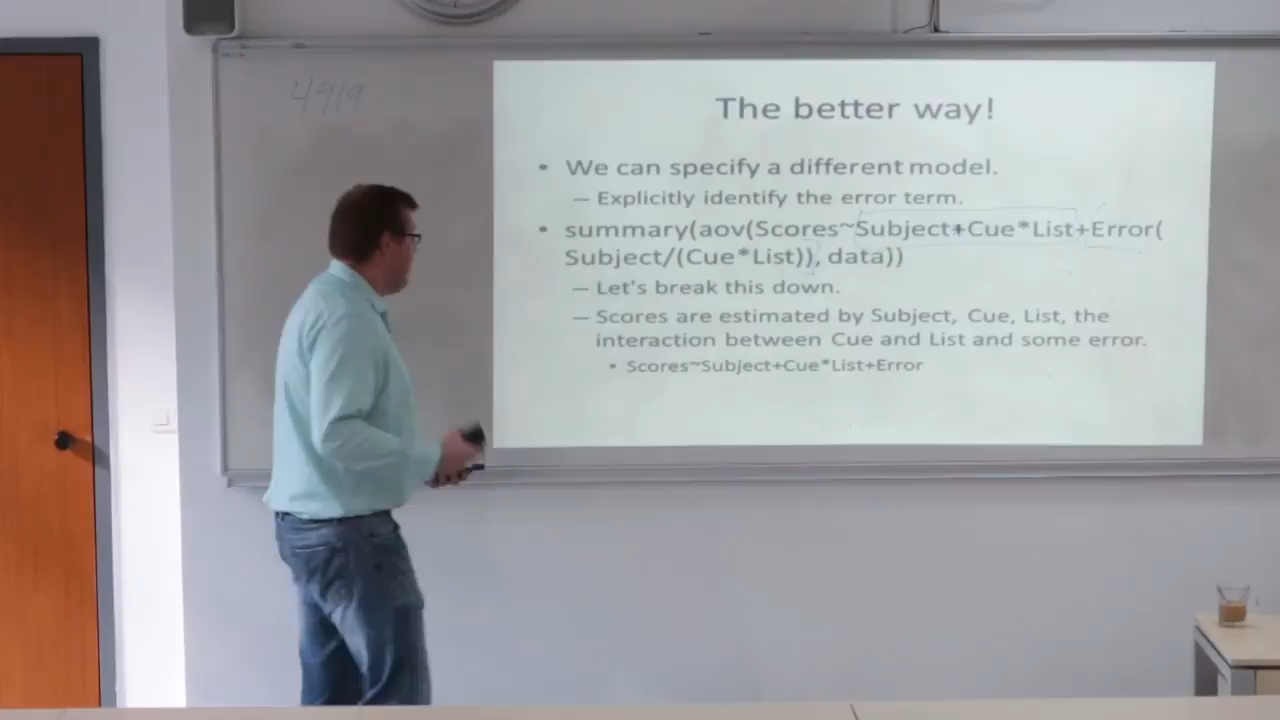 4919
The better way!
• We can specify a different model.
– Explicitly identify the error term.
• summary(aov(Scores~Subject+Cue*List+Error(
Subject/(Cue*List)), data))
– Let's break this down.
– Scores are estimated by Subject, Cue, List, the
interaction between Cue and List and some error.
• Scores~Subject+Cue*List+Error